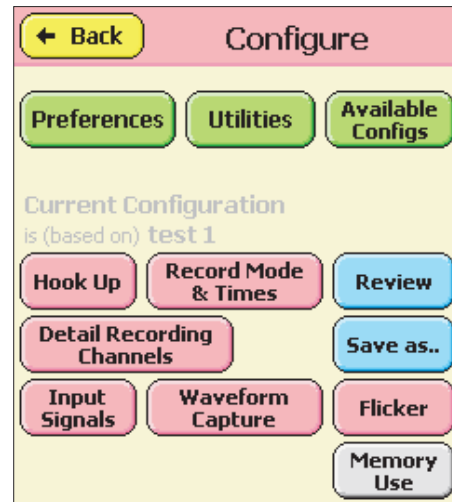 ← Back
Configure
Preferences
Utilities
Available
Configs
Current Configuration
is (based on) test 1
Hook Up
Record Mode
& Times
Review
Detail Recording
Channels
Save as..
Input
Signals
Waveform
Capture
Flicker
Memory
Use